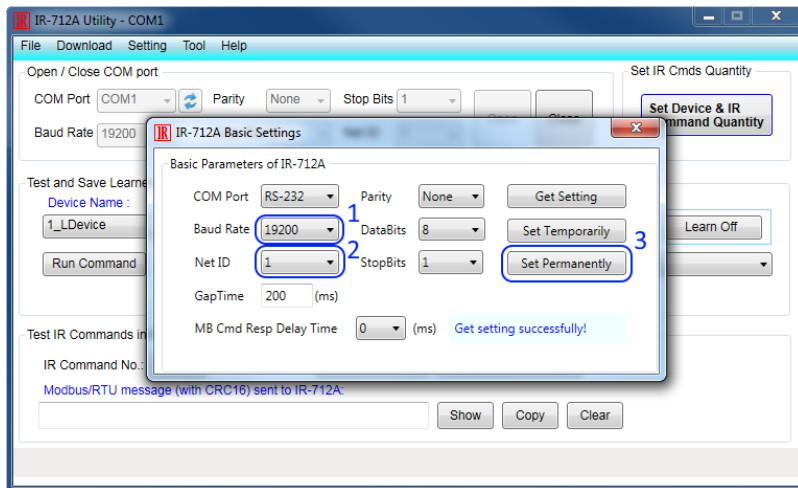 IR-712A Utility - COM1
File Download Setting Tool Help
Open / Close COM port
COM Port COM1 Parity None Stop Bits 1
Baud Rate 19200
Set IR Cmds Quantity
Set Device & IR
mmand Quantity
IR IR-712A Basic Settings
Basic Parameters of IR-712A
COM Port RS-232 Parity None Get Setting
1
Baud Rate 19200 DataBits 8 Set Temporarily
2 3
Net ID 1 StopBits 1 Set Permanently
GapTime 200 (ms)
MB Cmd Resp Delay Time 0 (ms) Get setting successfully!
Test and Save Learne
Device Name :
1_LDevice
Learn Off
Run Command
Test IR Commands in
IR Command No.:
Modbus/RTU message (with CRC16) sent to IR-712A:
Show Copy Clear